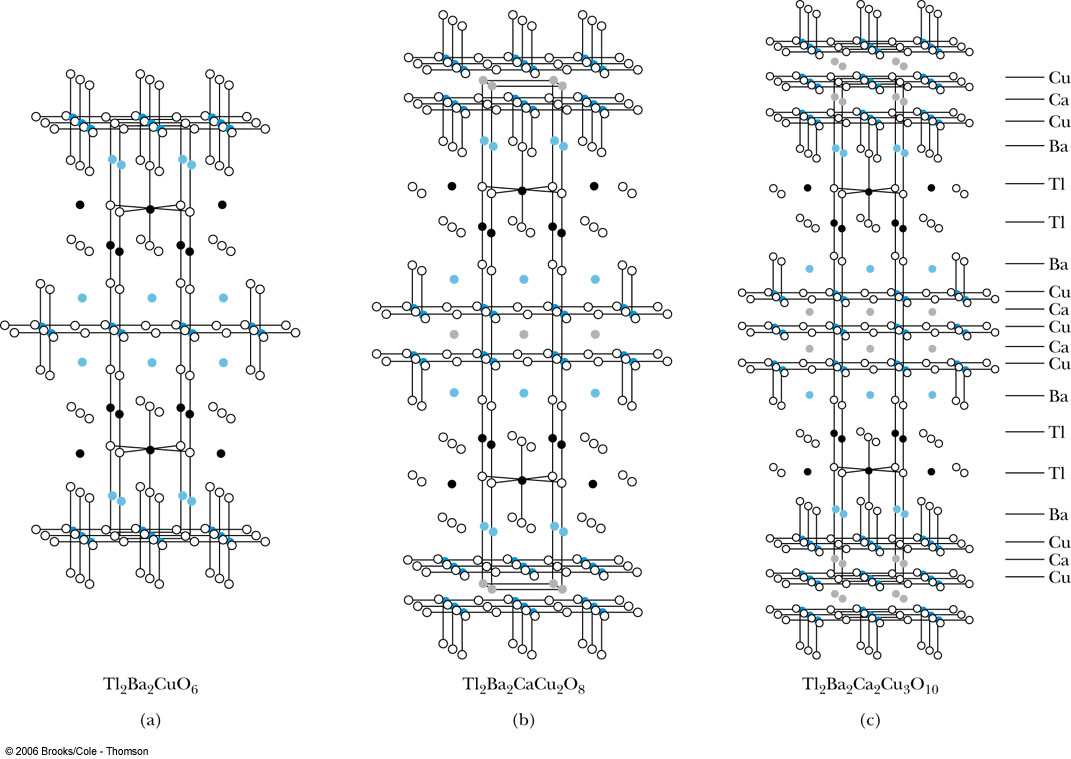 Cu
Ca
Cu
Ba
Tl
Tl
Ba
Cu
Ca
Cu
Ca
Cu
Ba
Tl
Tl
Ba
Cu
Ca
Cu
Tl₂Ba₂CuO₆
Tl₂Ba₂CaCu₂O₈
Tl₂Ba₂Ca₂Cu₃O₁₀
(a)
(b)
(c)
© 2006 Brooks/Cole - Thomson